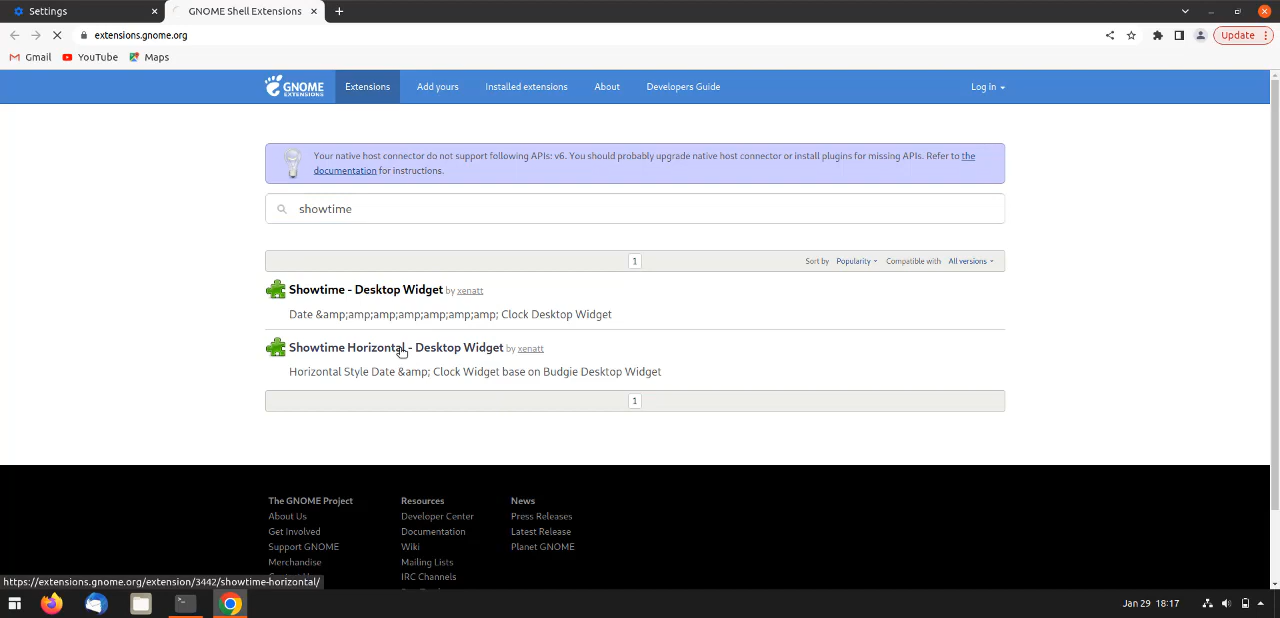 Settings
GNOME Shell Extensions
extensions.gnome.org
Update
Gmail YouTube Maps
GNOME EXTENSIONS Extensions Add yours Installed extensions About Developers Guide Log in
Your native host connector do not support following APIs: v6. You should probably upgrade native host connector or install plugins for missing APIs. Refer to the
documentation for instructions.
showtime
1 Sort by Popularity Compatible with All versions
Showtime - Desktop Widget by xenatt
Date &amp;amp;amp;amp;amp;amp;amp; Clock Desktop Widget
Showtime Horizontal - Desktop Widget by xenatt
Horizontal Style Date &amp; Clock Widget base on Budgie Desktop Widget
1
The GNOME Project Resources News
About Us Developer Center Press Releases
Get Involved Documentation Latest Release
Support GNOME Wiki Planet GNOME
Merchandise Mailing Lists
IRC Channels
https://extensions.gnome.org/extension/3442/showtime-horizontal/
Jan 29 18:17